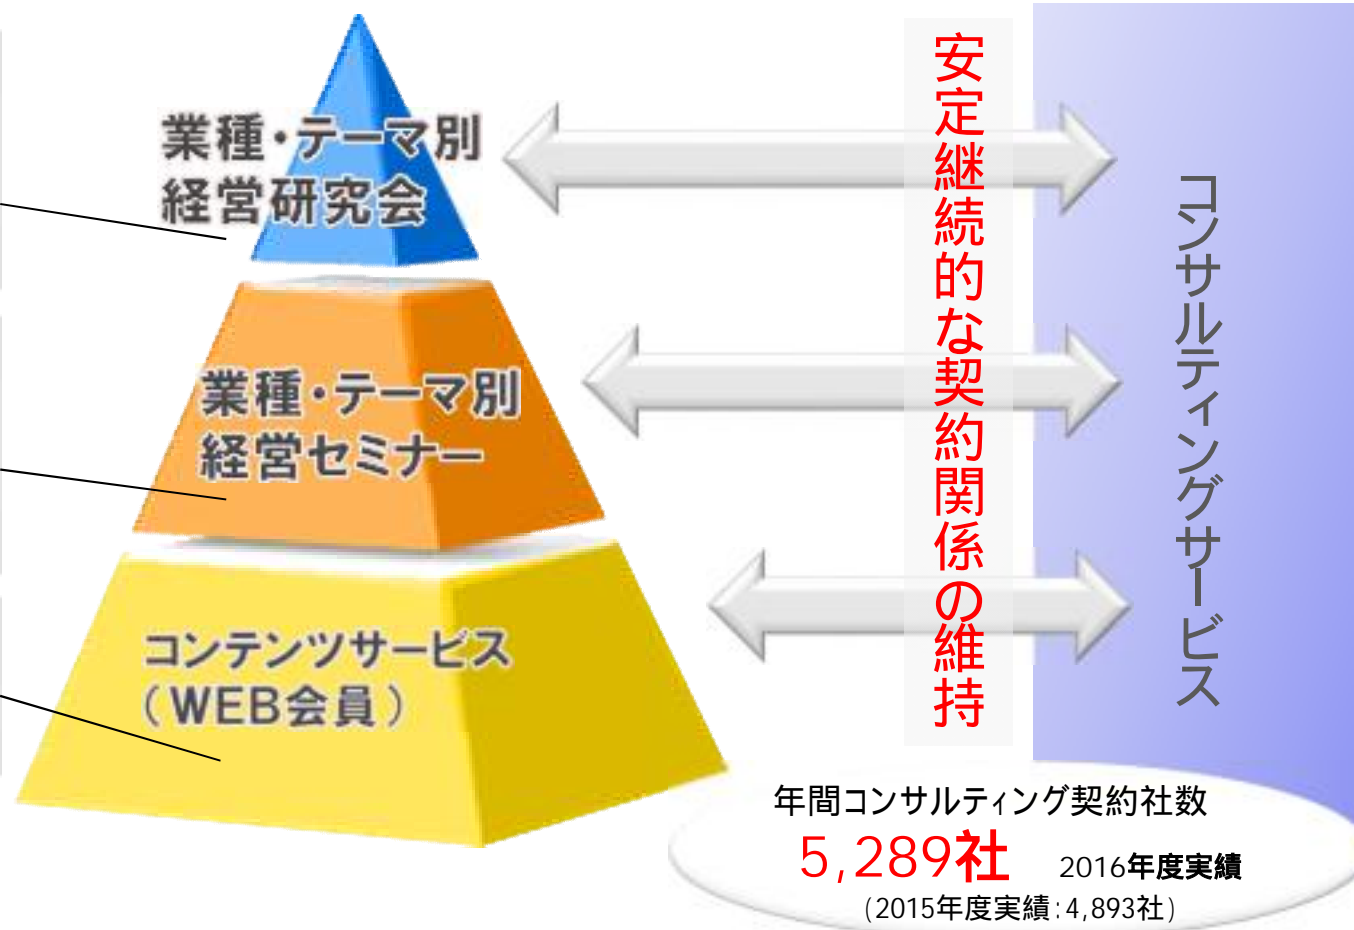 業種・テーマ別
経営研究会
業種・テーマ別
経営セミナー
コンテンツサービス
（WEB会員）
安定継続的な契約関係の維持
コンサルティングサービス
年間コンサルティング契約社数
5,289社 2016年度実績
(2015年度実績:4,893社)